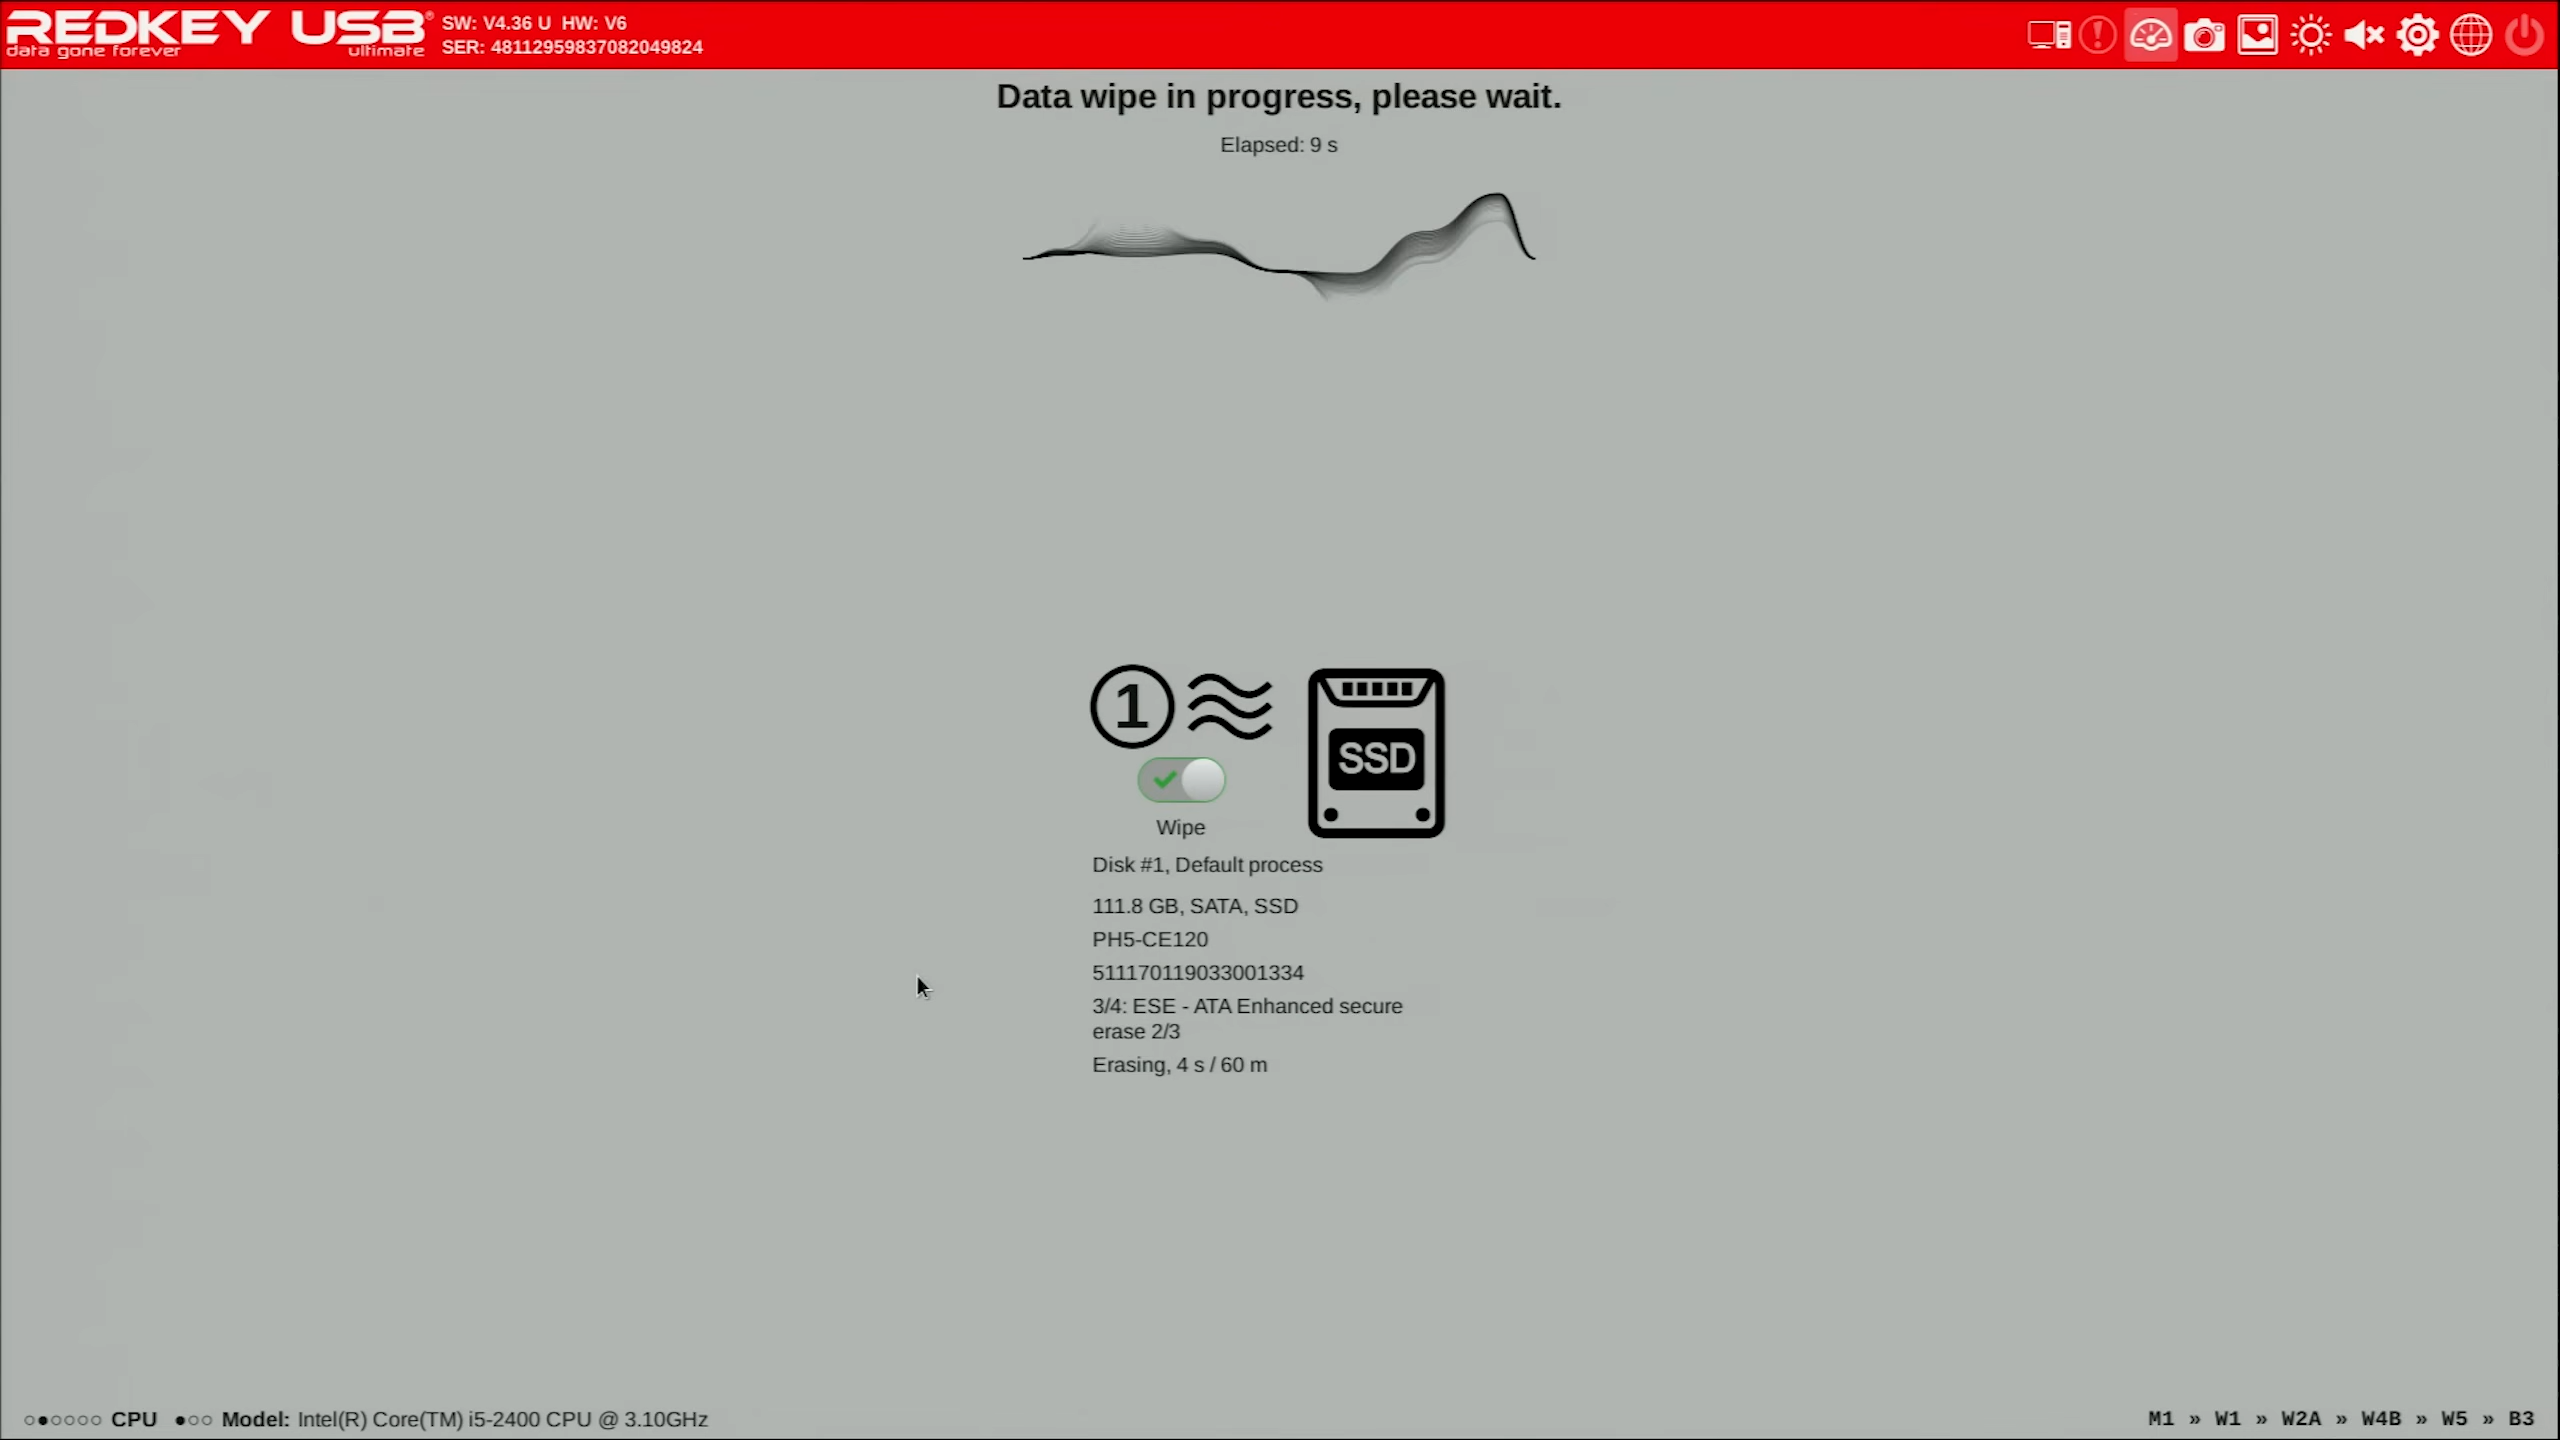 REDKEY USB®
data gone forever
ultimate
SW: V4.36 U HW: V6
SER: 48112959837082049824
Data wipe in progress, please wait.
Elapsed: 9 s
1
SSD
Wipe
Disk #1, Default process
111.8 GB, SATA, SSD
PH5-CE120
511170119033001334
3/4: ESE - ATA Enhanced secure
erase 2/3
Erasing, 4 s / 60 m
○●○○○○ CPU ●○○ Model: Intel(R) Core(TM) i5-2400 CPU @ 3.10GHz
M1 » W1 » W2A » W4B » W5 » B3